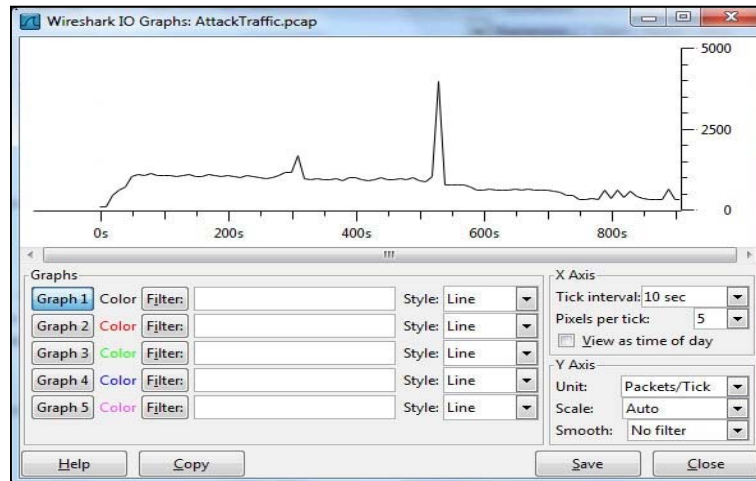 Wireshark IO Graphs: AttackTraffic.pcap
5000
2500
0
0s 200s 400s 600s 800s
Graphs
Graph 1 Color Filter: Style: Line
Graph 2 Color Filter: Style: Line
Graph 3 Color Filter: Style: Line
Graph 4 Color Filter: Style: Line
Graph 5 Color Filter: Style: Line
X Axis
Tick interval: 10 sec
Pixels per tick: 5
View as time of day
Y Axis
Unit: Packets/Tick
Scale: Auto
Smooth: No filter
Help Copy Save Close